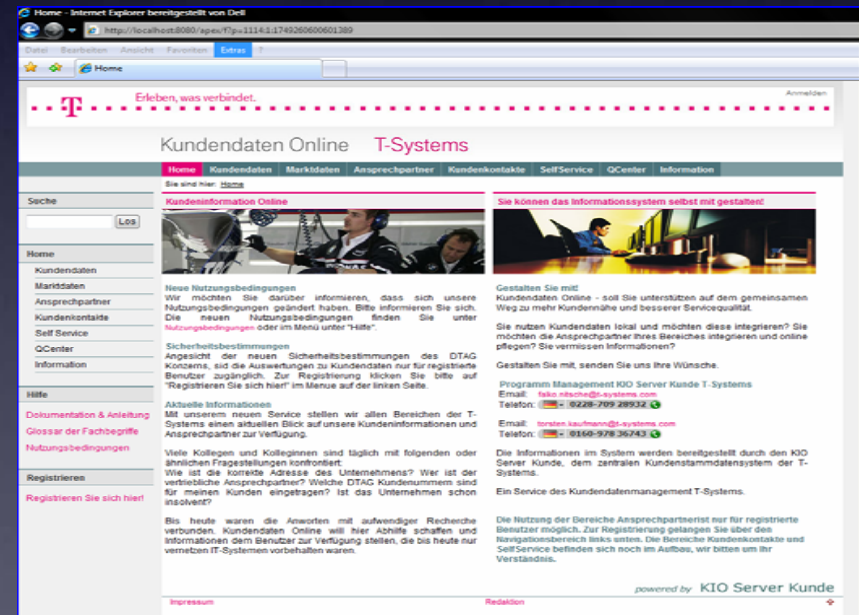 Home - Internet Explorer bereitgestellt von Dell
http://localhost:8080/apex/f?p=1114:1:1749260600601389
Datei Bearbeiten Ansicht Favoriten Extras ?
Home
T
Erleben, was verbindet.
Anmelden
Kundendaten Online T-Systems
Home Kundendaten Marktdaten Ansprechpartner Kundenkontakte SelfService QCenter Information
Sie sind hier: Home
Suche
Los
Home
Kundendaten
Marktdaten
Ansprechpartner
Kundenkontakte
Self Service
QCenter
Information
Hilfe
Dokumentation & Anleitung
Glossar der Fachbegriffe
Nutzungsbedingungen
Registrieren
Registrieren Sie sich hier!
Kundeninformation Online
Neue Nutzungsbedingungen
Wir möchten Sie darüber informieren, dass sich unsere
Nutzungsbedingungen geändert haben. Bitte informieren Sie sich.
Die neuen Nutzungsbedingungen finden Sie unter
Nutzungsbedingungen oder im Menü unter "Hilfe".
Sicherheitsbestimmungen
Angesicht der neuen Sicherheitsbestimmungen des DTAG
Konzerns, sid die Auswertungen zu Kundendaten nur für registrierte
Benutzer zugänglich. Zur Registrierung klicken Sie bitte auf
"Registrieren Sie sich hier!" im Menue auf der linken Seite.
Aktuelle Informationen
Mit unserem neuen Service stellen wir allen Bereichen der T-
Systems einen aktuellen Blick auf unsere Kundeninformationen und
Ansprechpartner zur Verfügung.
Viele Kollegen und Kolleginnen sind täglich mit folgenden oder
ähnlichen Fragestellungen konfrontiert:
Wie ist die korrekte Adresse des Unternehmens? Wer ist der
vertriebliche Ansprechpartner? Welche DTAG Kundenummern sind
für meinen Kunden eingetragen? Ist das Unternehmen schon
insolvent?
Bis heute waren die Anworten mit aufwendiger Recherche
verbunden. Kundendaten Online will hier Abhilfe schaffen und
Informationen dem Benutzer zur Verfügung stellen, die bis heute nur
vernetzen IT-Systemen vorbehalten waren.
Sie können das Informationssystem selbst mit gestalten!
Gestalten Sie mit!
Kundendaten Online - soll Sie unterstützen auf dem gemeinsamen
Weg zu mehr Kundennähe und besserer Servicequalität.
Sie nutzen Kundendaten lokal und möchten diese integrieren? Sie
möchten die Ansprechpartner Ihres Bereiches integrieren und online
pflegen? Sie vermissen Informationen?
Gestalten Sie mit, senden Sie uns Ihre Wünsche.
Programm Management KIO Server Kunde T-Systems
Email: falko.nitsche@t-systems.com
Telefon: 0228-709 28932
Email: torsten.kaufmann@t-systems.com
Telefon: 0160-978 36743
Die Informationen im System werden bereitgestellt durch den KIO
Server Kunde, dem zentralen Kundenstammdatensystem der T-
Systems.
Ein Service des Kundendatenmanagement T-Systems.
Die Nutzung der Bereiche Ansprechpartnerist nur für registrierte
Benutzer möglich. Zur Registrierung gelangen Sie über den
Navigationsbereich links unten. Die Bereiche Kundenkontakte und
SelfService befinden sich noch im Aufbau, wir bitten um Ihr
Verständnis.
powered by KIO Server Kunde
Impressum
Redaktion